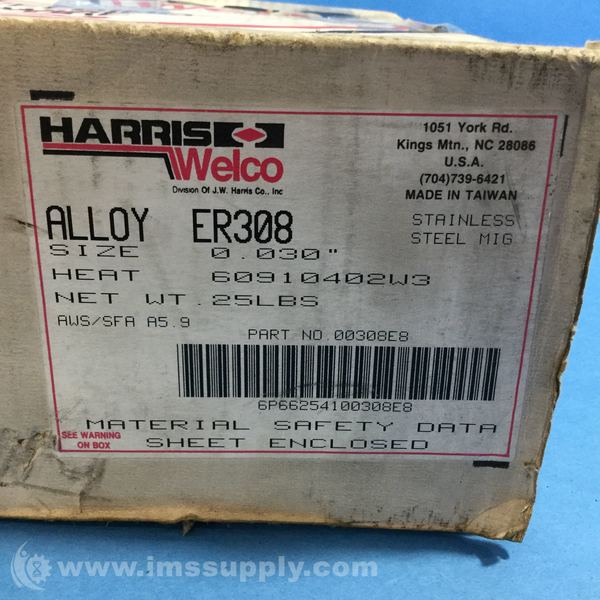 HARRIS
Welco
Division Of J.W. Harris Co., Inc
1051 York Rd.
Kings Mtn., NC 28086
U.S.A.
(704)739-6421
MADE IN TAIWAN
ALLOY ER308
STAINLESS
STEEL MIG
SIZE 0.030"
HEAT 60910402W3
NET WT. 25LBS
AWS/SFA A5.9
PART NO. 00308E8
6P66254100308E8
MATERIAL SAFETY DATA
SHEET ENCLOSED
SEE WARNING
ON BOX
www.imssupply.com